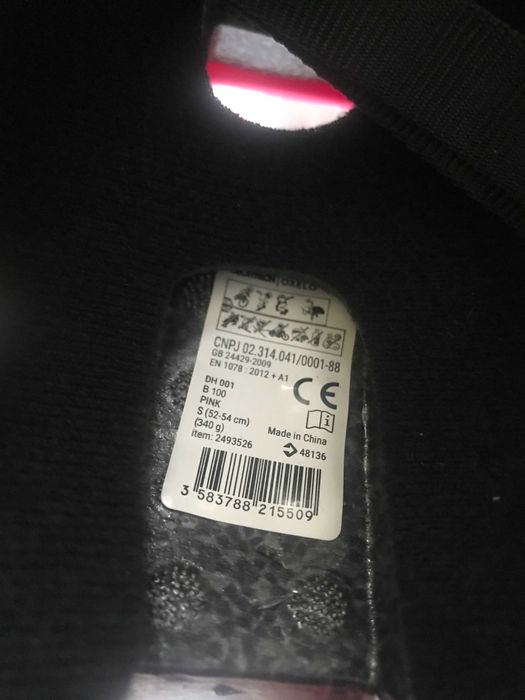 OXELO
CNPJ 02.314.041/0001-88
GB 24429-2009
EN 1078 : 2012 + A1
CE
DH 001
B 100
PINK
S (52-54 cm)
(340 g)
item: 2493526
Made in China
48136
3 583788 215509